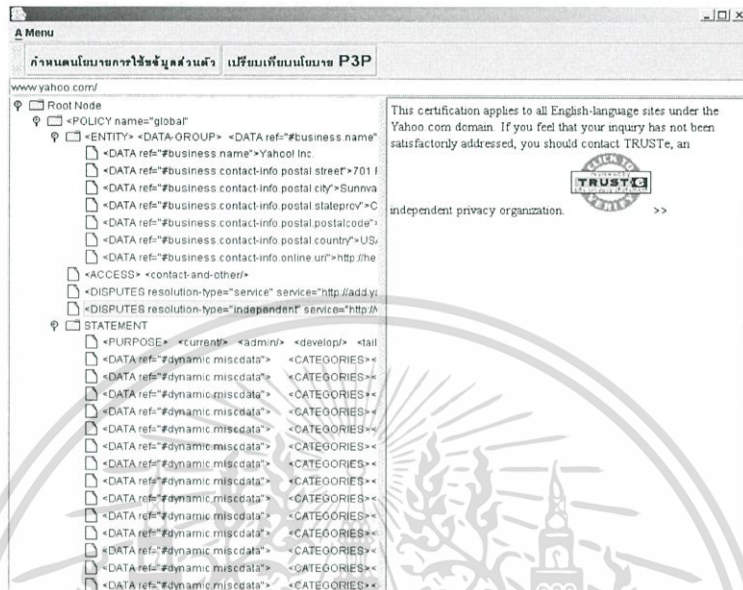 A Menu
กำหนดนโยบายการใช้ข้อมูลส่วนตัว เปรียบเทียบนโยบาย P3P
www.yahoo.com/
Root Node
<POLICY name="global"
<ENTITY> <DATA-GROUP> <DATA ref="#business.name"
<DATA ref="#business.name">Yahoo! Inc.
<DATA ref="#business.contact-info.postal.street">701
<DATA ref="#business.contact-info.postal.city">Sunnva
<DATA ref="#business.contact-info.postal.stateprov">C
<DATA ref="#business.contact-info.postal.postalcode">
<DATA ref="#business.contact-info.postal.country">US
<DATA ref="#business.contact-info.online.uri">http://he
<ACCESS> <contact-and-other/>
<DISPUTES resolution-type="service" service="http://add.ya
<DISPUTES resolution-type="independent" service="http://
STATEMENT
<PURPOSE> <current/> <admin/> <develop/> <tail
<DATA ref="#dynamic.miscdata"> <CATEGORIES><
<DATA ref="#dynamic.miscdata"> <CATEGORIES><
<DATA ref="#dynamic.miscdata"> <CATEGORIES><
<DATA ref="#dynamic.miscdata"> <CATEGORIES><
<DATA ref="#dynamic.miscdata"> <CATEGORIES><
<DATA ref="#dynamic.miscdata"> <CATEGORIES><
<DATA ref="#dynamic.miscdata"> <CATEGORIES><
<DATA ref="#dynamic.miscdata"> <CATEGORIES><
<DATA ref="#dynamic.miscdata"> <CATEGORIES><
<DATA ref="#dynamic.miscdata"> <CATEGORIES><
<DATA ref="#dynamic.miscdata"> <CATEGORIES><
<DATA ref="#dynamic.miscdata"> <CATEGORIES><
<DATA ref="#dynamic.miscdata"> <CATEGORIES><
<DATA ref="#dynamic.miscdata"> <CATEGORIES><
This certification applies to all English-language sites under the
Yahoo.com domain. If you feel that your inquiry has not been
satisfactorily addressed, you should contact TRUSTe, an
CLICK TO
TRUSTe
VERIFY
independent privacy organization. >>